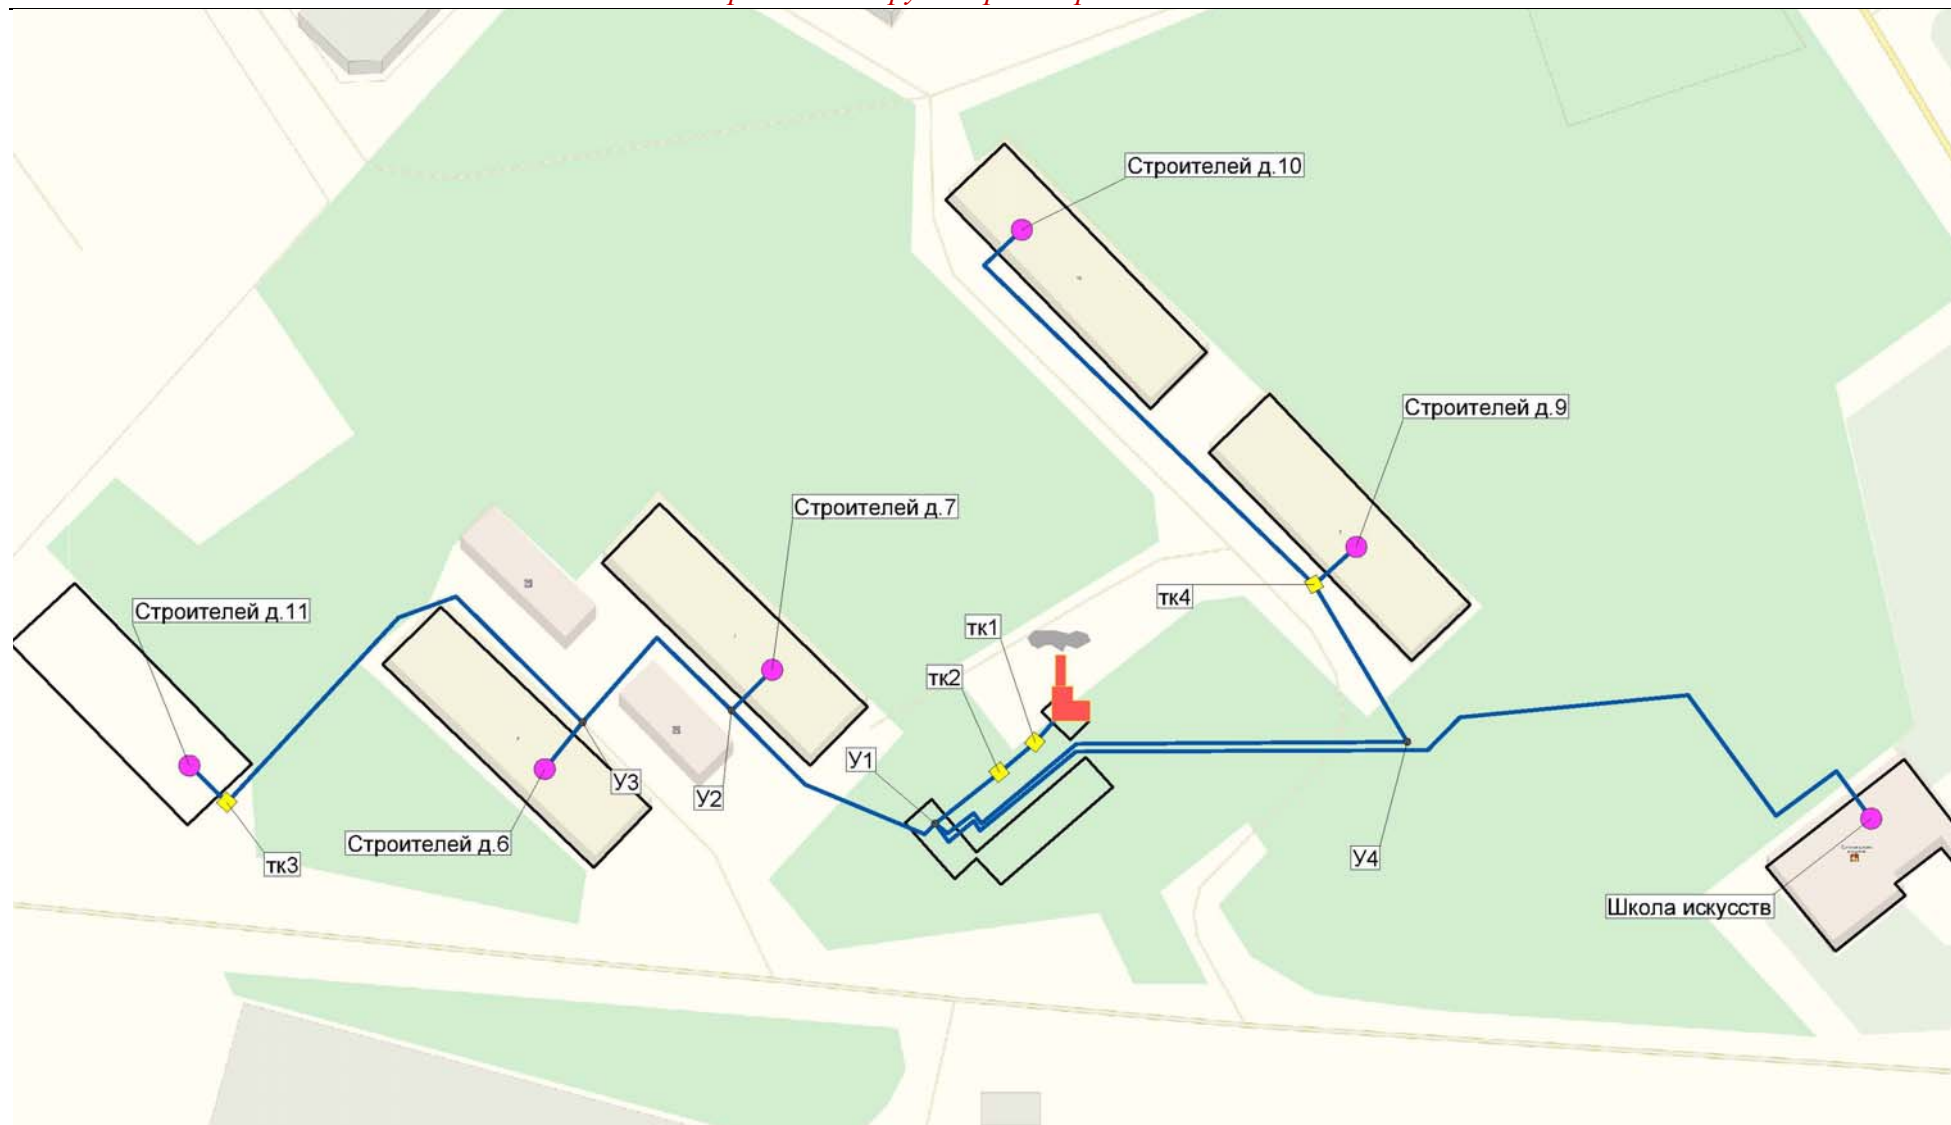 Строителей д.10
Строителей д.9
Строителей д.7
тк4
Строителей д.11
тк1
тк2
У1
У3
У2
Строителей д.6
тк3
У4
Школа искусств